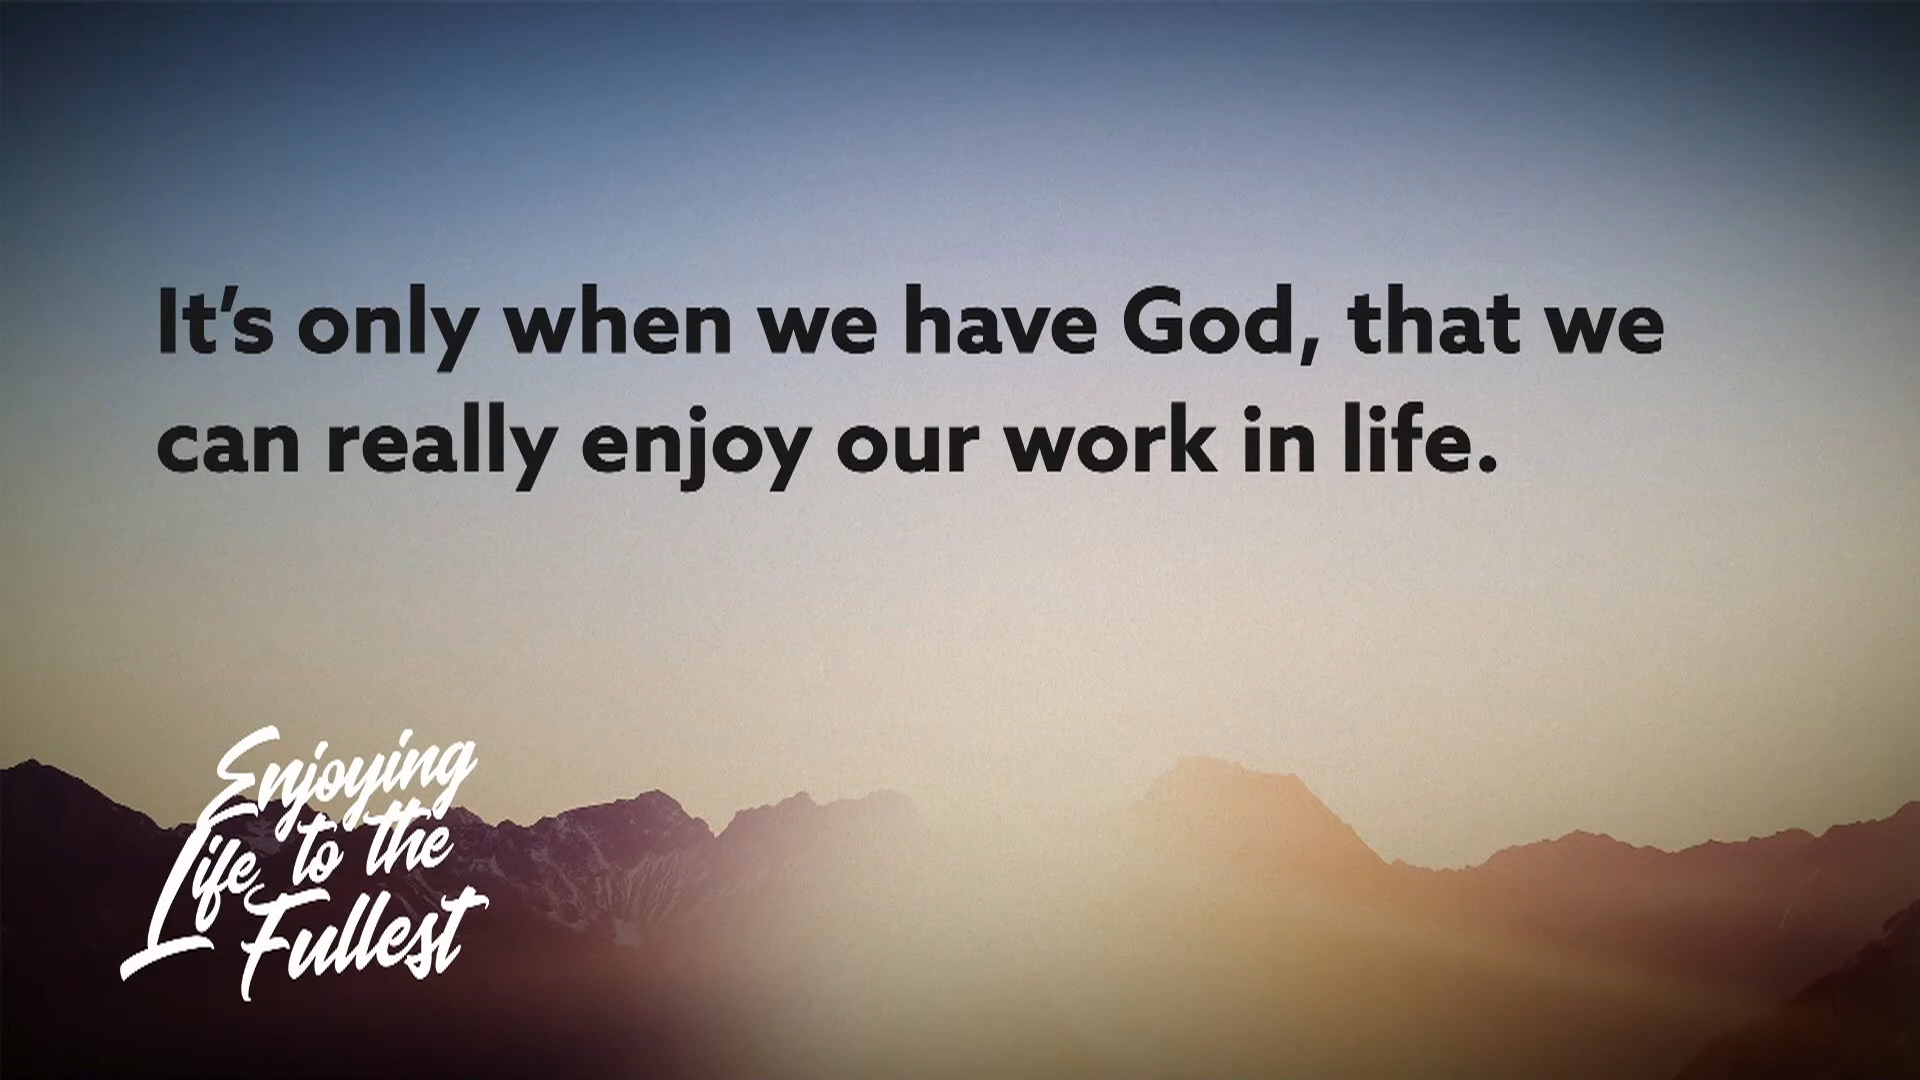 It's only when we have God, that we
can really enjoy our work in life.
Enjoying
Life to the
Fullest